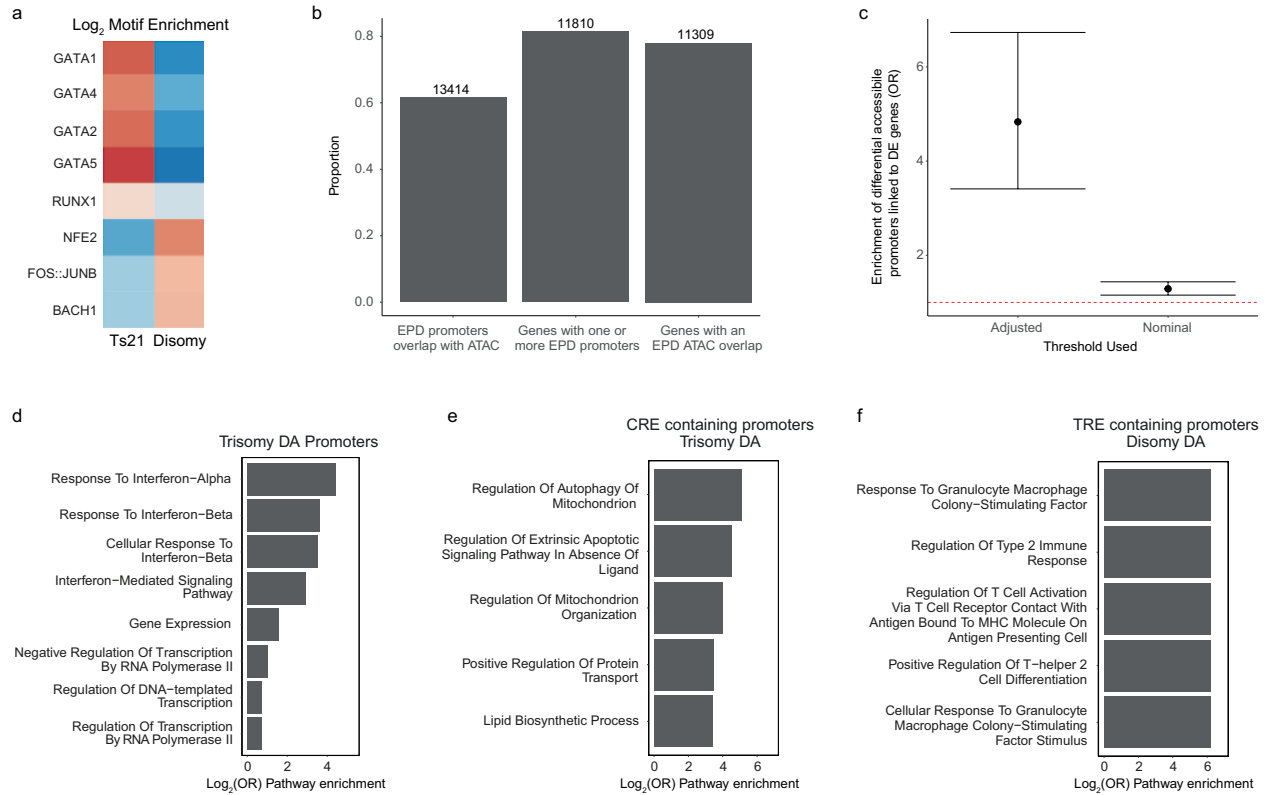 a
Log2 Motif Enrichment
GATA1
GATA4
GATA2
GATA5
RUNX1
NFE2
FOS::JUNB
BACH1
Ts21 Disomy
b
Proportion
0.8
0.6
0.4
0.2
0.0
13414
11810
11309
EPD promoters
overlap with ATAC
Genes with one or
more EPD promoters
Genes with an
EPD ATAC overlap
c
Enrichment of differential accessibile
promoters linked to DE genes (OR)
6
4
2
Adjusted
Nominal
Threshold Used
d
Trisomy DA Promoters
Response To Interferon−Alpha
Response To Interferon−Beta
Cellular Response To
Interferon−Beta
Interferon−Mediated Signaling
Pathway
Gene Expression
Negative Regulation Of Transcription
By RNA Polymerase II
Regulation Of DNA−templated
Transcription
Regulation Of Transcription
By RNA Polymerase II
0 2 4
Log2(OR) Pathway enrichment
e
CRE containing promoters
Trisomy DA
Regulation Of Autophagy Of
Mitochondrion
Regulation Of Extrinsic Apoptotic
Signaling Pathway In Absence Of
Ligand
Regulation Of Mitochondrion
Organization
Positive Regulation Of Protein
Transport
Lipid Biosynthetic Process
0 2 4 6
Log2(OR) Pathway enrichment
f
TRE containing promoters
Disomy DA
Response To Granulocyte Macrophage
Colony−Stimulating Factor
Regulation Of Type 2 Immune
Response
Regulation Of T Cell Activation
Via T Cell Receptor Contact With
Antigen Bound To MHC Molecule On
Antigen Presenting Cell
Positive Regulation Of T−helper 2
Cell Differentiation
Cellular Response To Granulocyte
Macrophage Colony−Stimulating
Factor Stimulus
0 2 4 6
Log2(OR) Pathway enrichment